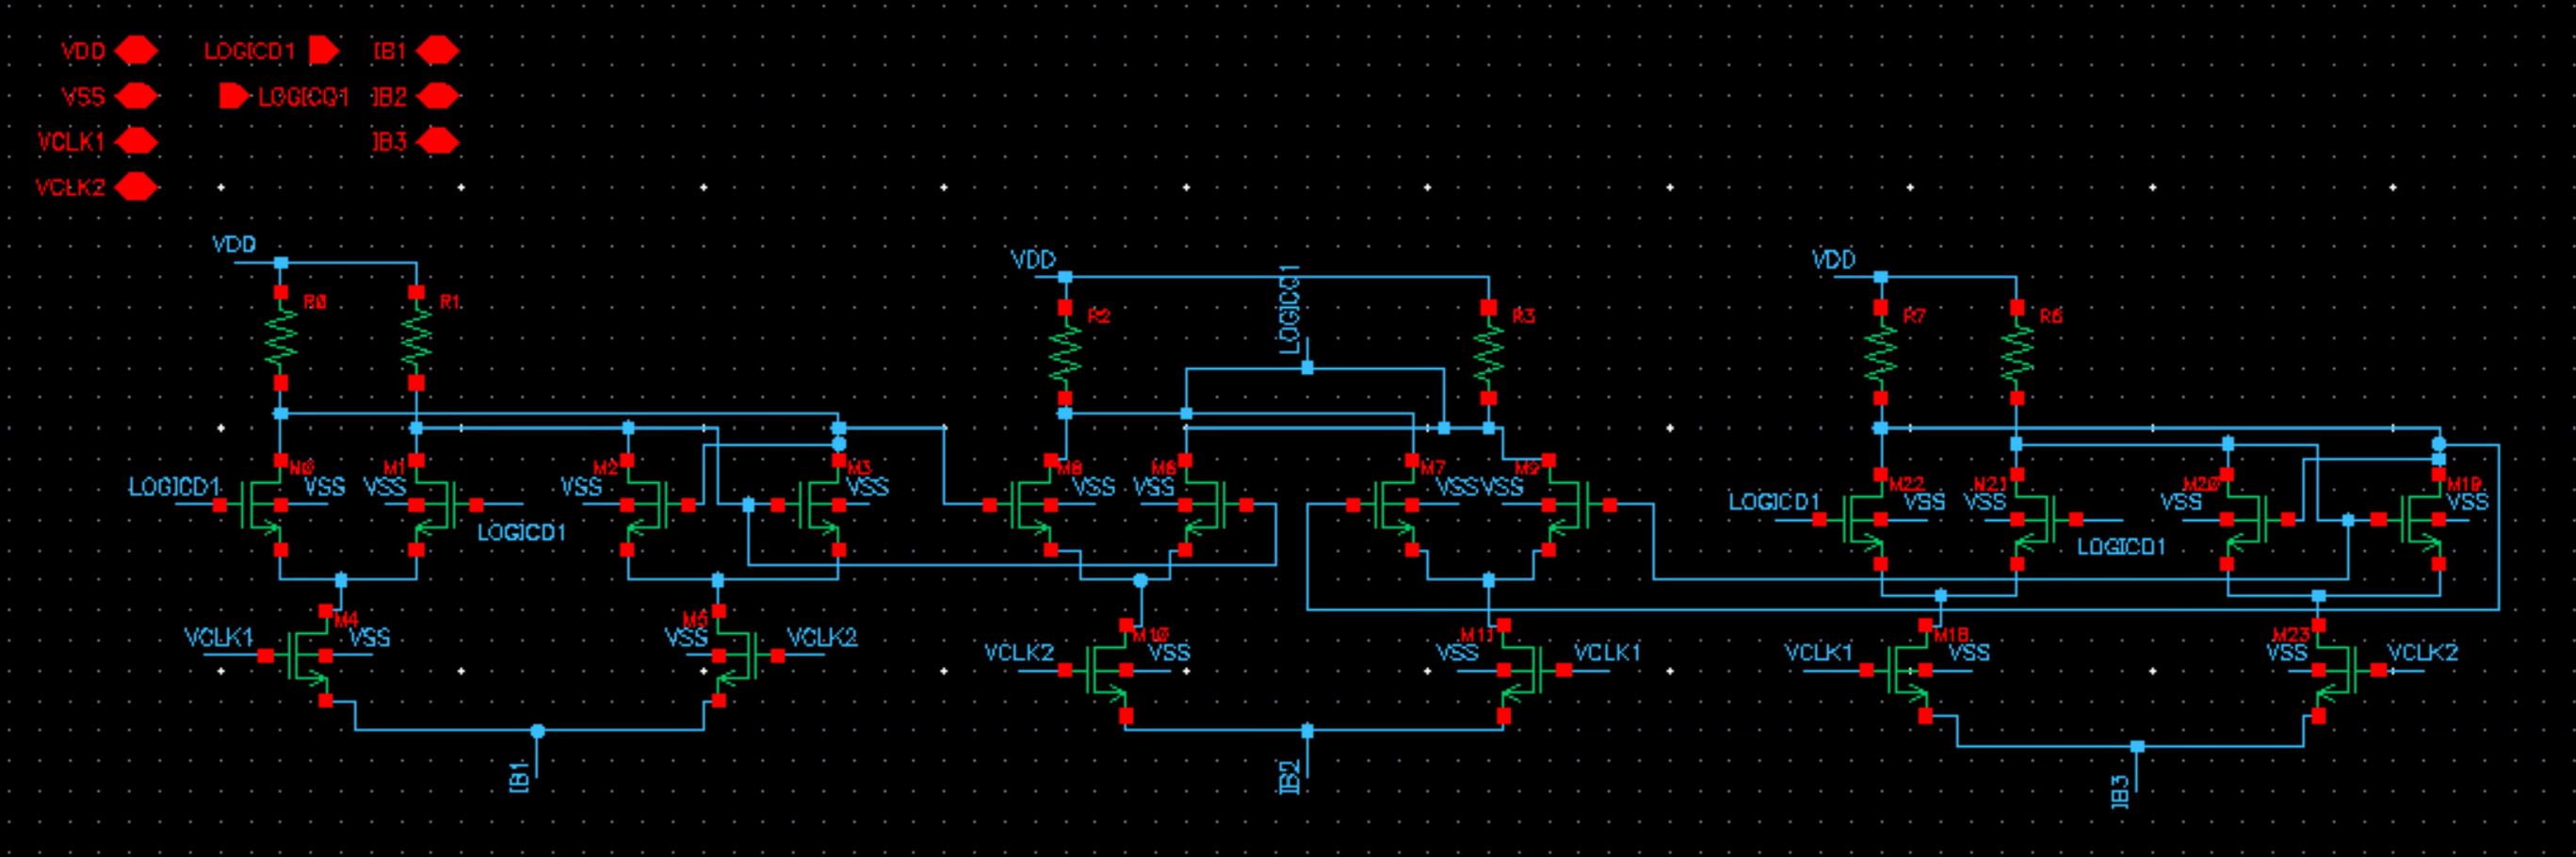 VDD LOGICD1 IB1
VSS LOGICQ1 IB2
VCLK1 IB3
VCLK2
VDD VDD LOGICQ1 VDD
R0 R1 R2 R3 R7 R6
M1 M2 M3 M8 M6 M7 M9 M22 M20 M19
LOGICD1 VSS VSS VSS VSS VSS VSS VSS VSS LOGICD1 VSS VSS VSS VSS
LOGICD1 LOGICD1
M4 M5 M10 M11 M18 M23
VCLK1 VSS VSS VCLK2 VCLK2 VSS VSS VCLK1 VCLK1 VSS VSS VCLK2
IB1 IB2 IB3